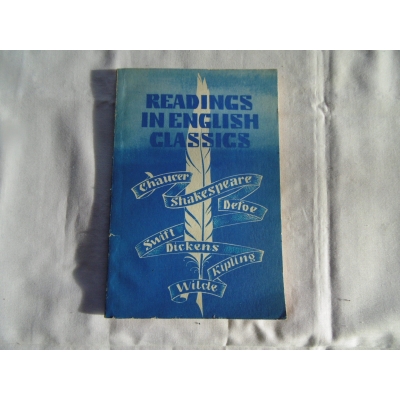 READINGS
IN ENGLISH
CLASSICS
Chaucer
Shakespeare
Defoe
Swift
Dickens
Kipling
Wilde